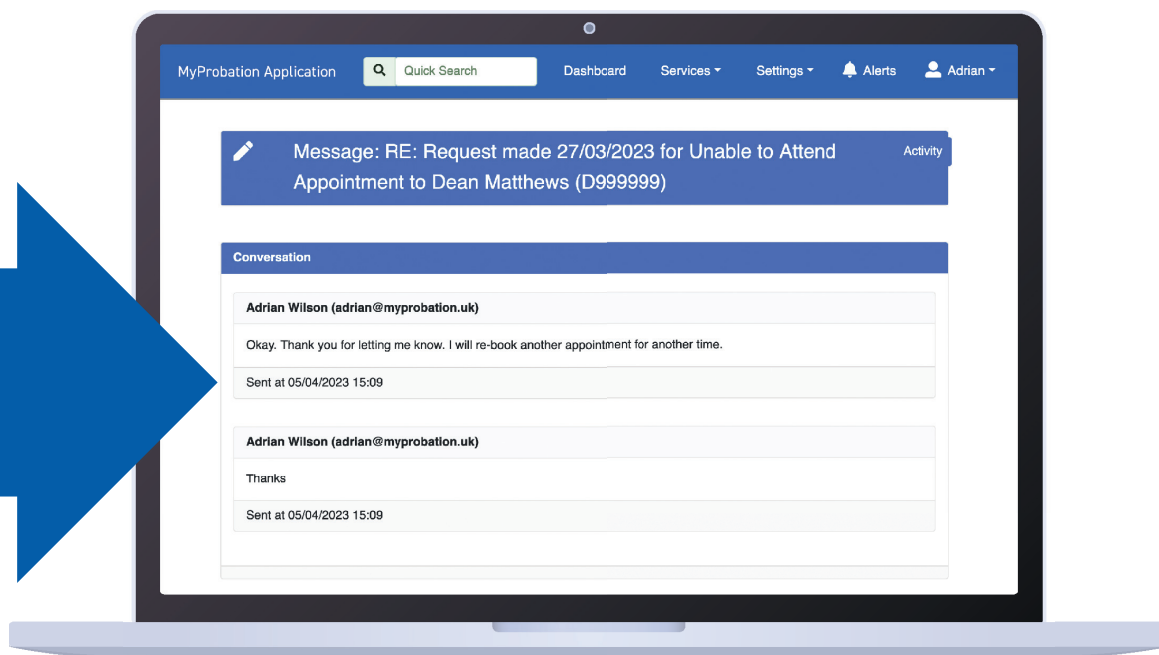 MyProbation Application Quick Search Dashboard Services Settings Alerts Adrian
Message: RE: Request made 27/03/2023 for Unable to Attend Activity
Appointment to Dean Matthews (D999999)
Conversation
Adrian Wilson (adrian@myprobation.uk)
Okay. Thank you for letting me know. I will re-book another appointment for another time.
Sent at 05/04/2023 15:09
Adrian Wilson (adrian@myprobation.uk)
Thanks
Sent at 05/04/2023 15:09